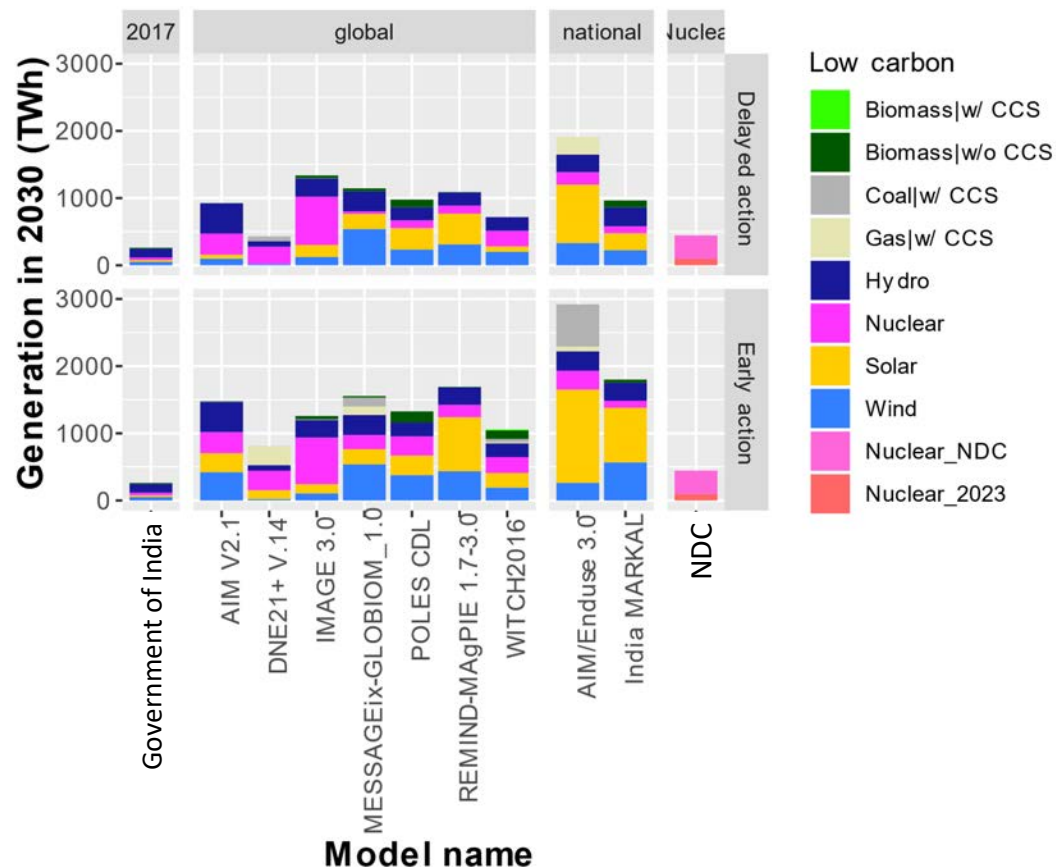 2017
global
national
Nuclea
Generation in 2030 (TWh)
3000
2000
1000
0
Delayed action
3000
2000
1000
0
Early action
Government of India
AIM V2.1
DNE21+ V.14
IMAGE 3.0
MESSAGEix-GLOBIOM_1.0
POLES CDL
REMIND-MAgPIE 1.7-3.0
WITCH2016
AIM/Enduse 3.0
India MARKAL
NDC
Model name
Low carbon
Biomass|w/ CCS
Biomass|w/o CCS
Coal|w/ CCS
Gas|w/ CCS
Hydro
Nuclear
Solar
Wind
Nuclear_NDC
Nuclear_2023